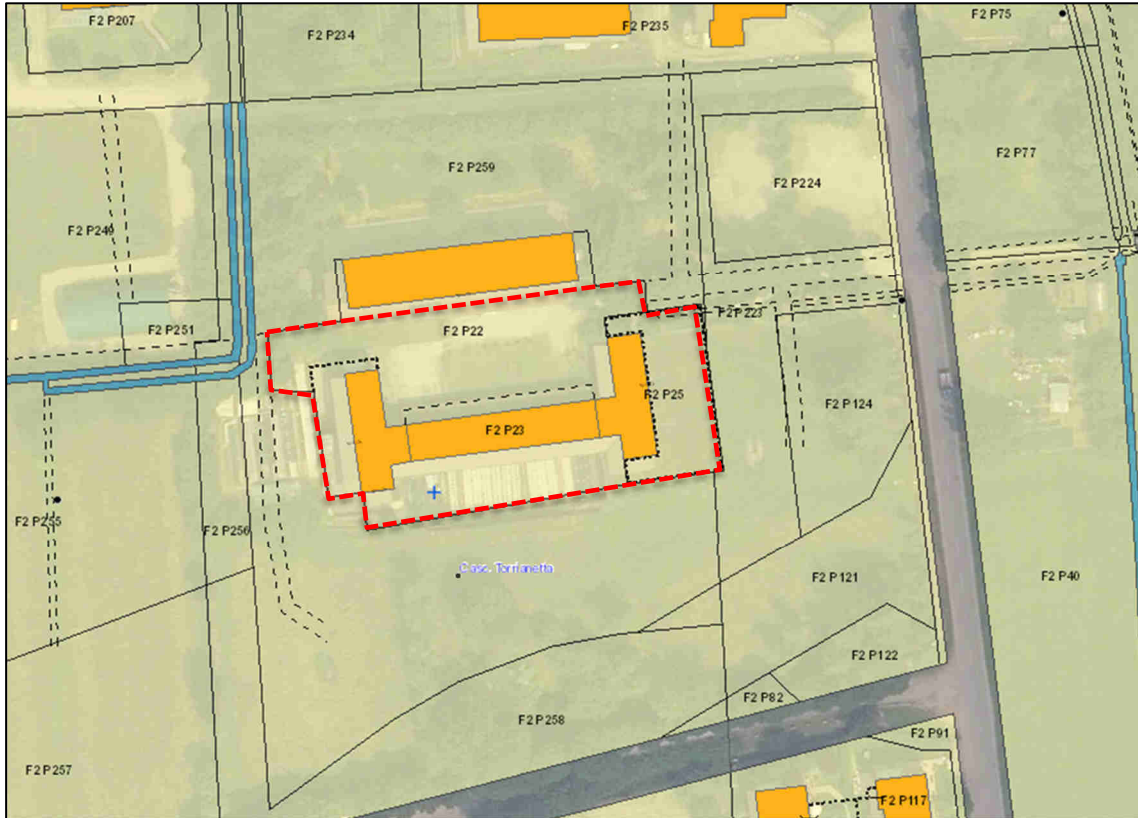 F2 P207
F2 P234
F2 P235
F2 P75
F2 P259
F2 P77
F2 P224
F2 P249
F2 P251
F2 P22
F2 P223
F2 P25
F2 P124
F2 P23
F2 P255
F2 P256
Casc. Torrianetta
F2 P121
F2 P40
F2 P122
F2 P82
F2 P258
F2 P91
F2 P257
F2 P117